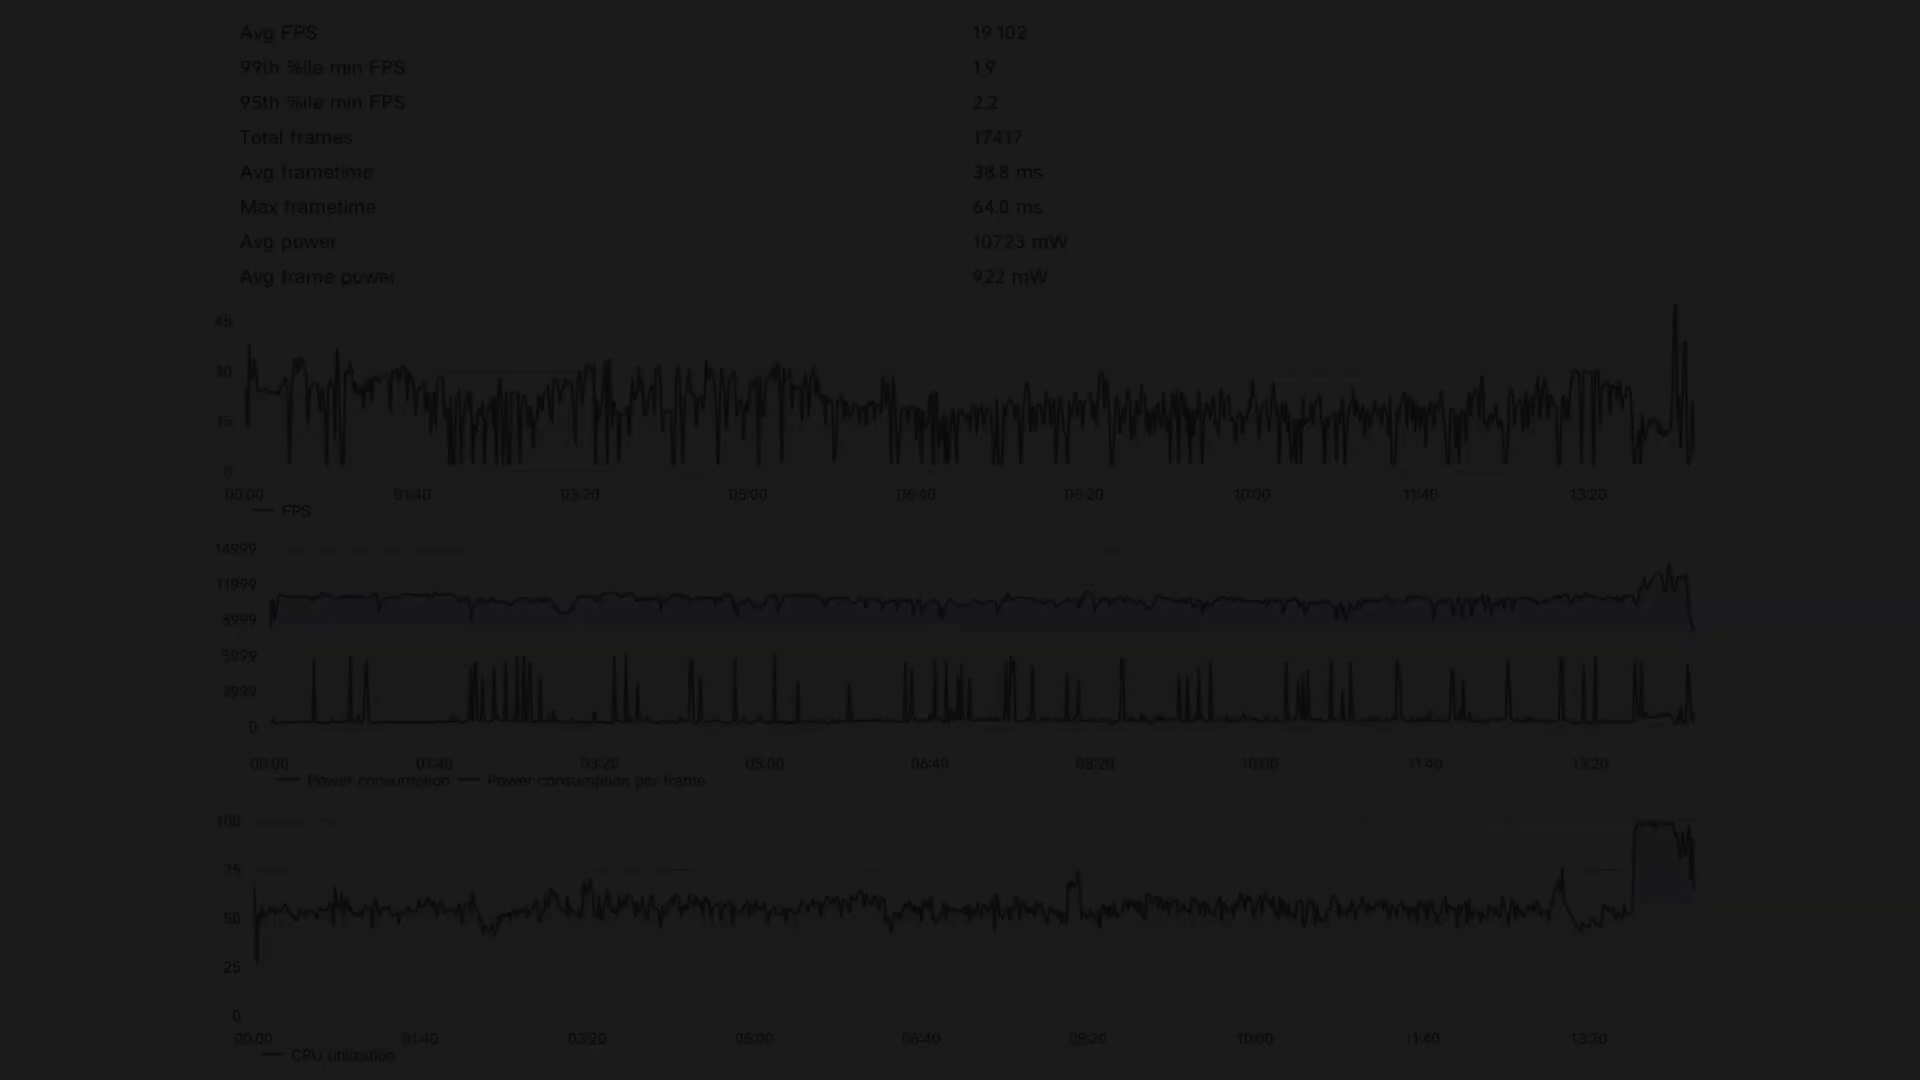 Avg FPS 19.102
99th %ile min FPS 1.9
95th %ile min FPS 2.2
Total frames 17417
Avg frametime 38.8 ms
Max frametime 64.0 ms
Avg power 10723 mW
Avg frame power 922 mW
45
30
15
0
00:00 01:40 03:20 05:00 06:40 08:20 10:00 11:40 13:20
FPS
14999
11999
8999
5999
2999
0
00:00 01:40 03:20 05:00 06:40 08:20 10:00 11:40 13:20
Power consumption Power consumption per frame
100
75
50
25
0
00:00 01:40 03:20 05:00 06:40 08:20 10:00 11:40 13:20
CPU utilization